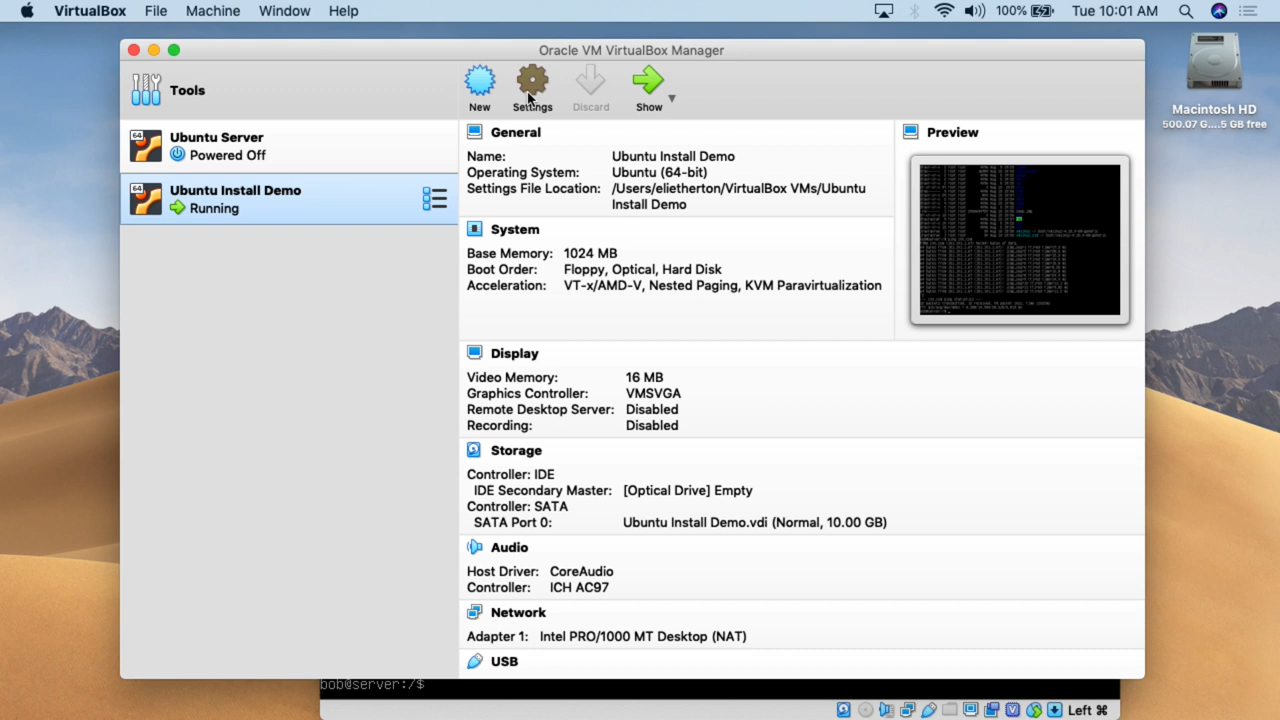 VirtualBox File Machine Window Help 100% Tue 10:01 AM
Oracle VM VirtualBox Manager
Tools
New Settings Discard Show
Macintosh HD
500.07 G....5 GB free
64
Ubuntu Server
Powered Off
64
Ubuntu Install Demo
Running
General
Name: Ubuntu Install Demo
Operating System: Ubuntu (64-bit)
Settings File Location: /Users/elietherton/VirtualBox VMs/Ubuntu
Install Demo
System
Base Memory: 1024 MB
Boot Order: Floppy, Optical, Hard Disk
Acceleration: VT-x/AMD-V, Nested Paging, KVM Paravirtualization
Preview
Display
Video Memory: 16 MB
Graphics Controller: VMSVGA
Remote Desktop Server: Disabled
Recording: Disabled
Storage
Controller: IDE
IDE Secondary Master: [Optical Drive] Empty
Controller: SATA
SATA Port 0: Ubuntu Install Demo.vdi (Normal, 10.00 GB)
Audio
Host Driver: CoreAudio
Controller: ICH AC97
Network
Adapter 1: Intel PRO/1000 MT Desktop (NAT)
USB
bob@server:/$
Left ⌘